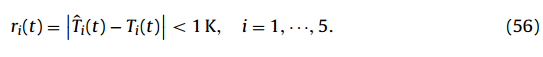 r_i(t) = |T̂_i(t) − T_i(t)| < 1 K, i = 1, ⋯, 5. (56)